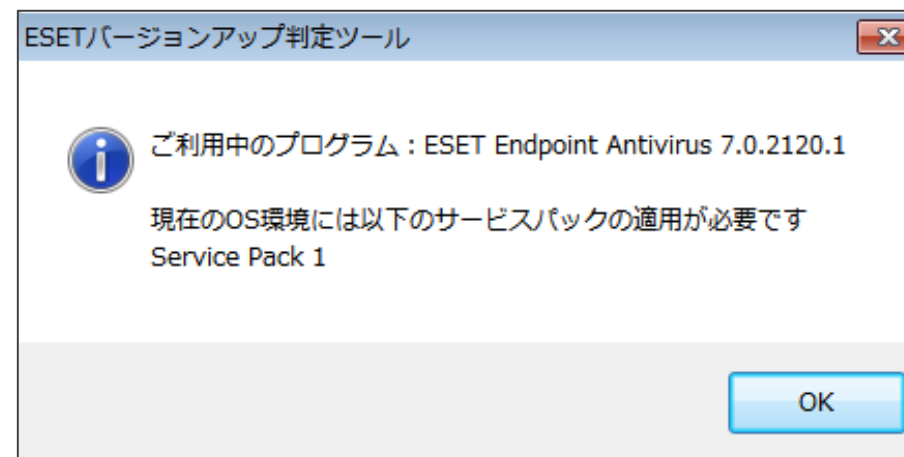 ESETバージョンアップ判定ツール
ご利用中のプログラム：ESET Endpoint Antivirus 7.0.2120.1
現在のOS環境には以下のサービスパックの適用が必要です
Service Pack 1
OK